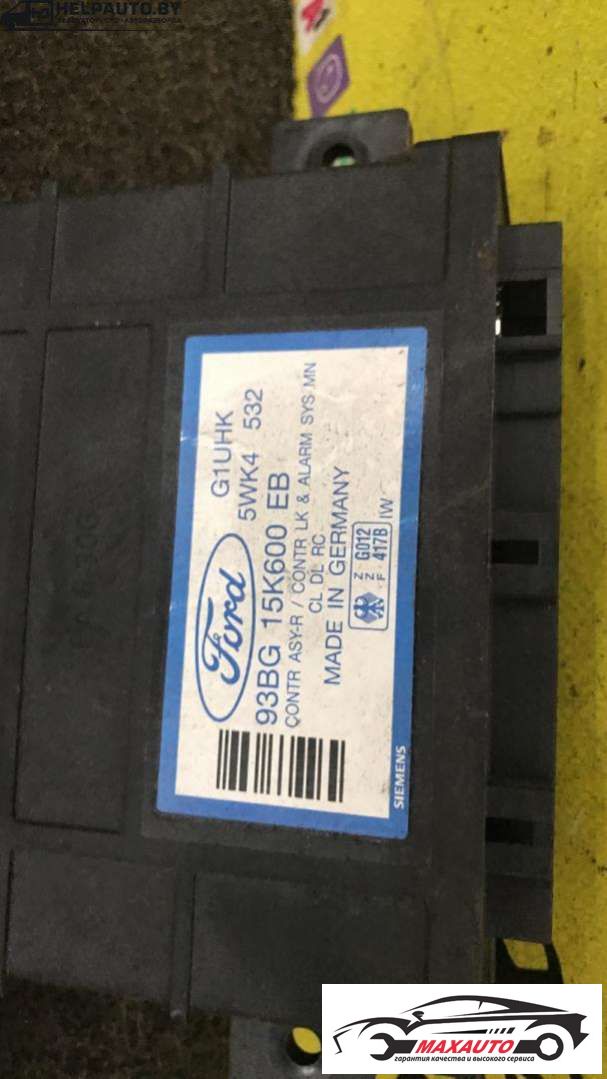 HELPAUTO.BY
Ford
G1UHK
5WK4 532
93BG 15K600 EB
CONTR ASY-R / CONTR LK & ALARM SYS MN
CL DL RC
MADE IN GERMANY
Z G012
Z
F 417B IW
SIEMENS
MAXAUTO
гарантия качества и высокого сервиса